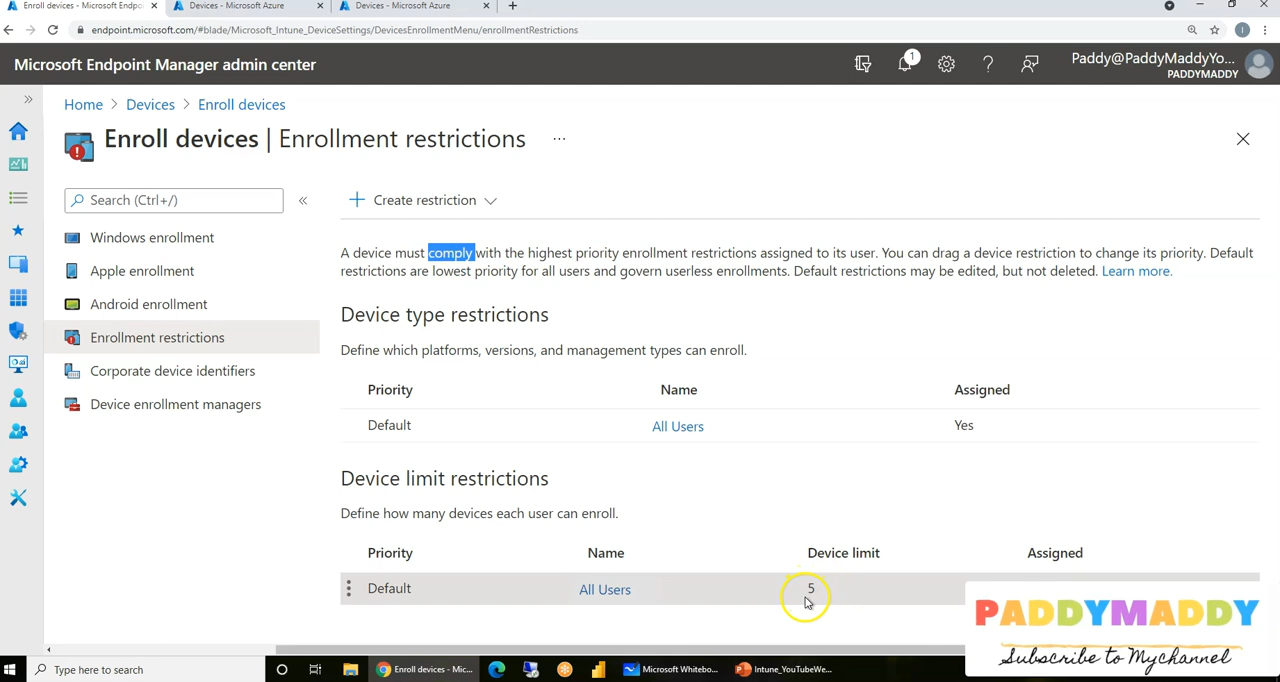 Enroll devices - Microsoft Endpo
Devices - Microsoft Azure
Devices - Microsoft Azure
endpoint.microsoft.com/#blade/Microsoft_Intune_DeviceSettings/DevicesEnrollmentMenu/enrollmentRestrictions
Microsoft Endpoint Manager admin center
1
Paddy@PaddyMaddyYo...
PADDYMADDY
Home > Devices > Enroll devices
Enroll devices | Enrollment restrictions ...
Search (Ctrl+/)
Create restriction
Windows enrollment
Apple enrollment
Android enrollment
Enrollment restrictions
Corporate device identifiers
Device enrollment managers
A device must comply with the highest priority enrollment restrictions assigned to its user. You can drag a device restriction to change its priority. Default
restrictions are lowest priority for all users and govern userless enrollments. Default restrictions may be edited, but not deleted. Learn more.
Device type restrictions
Define which platforms, versions, and management types can enroll.
Priority Name Assigned
Default All Users Yes
Device limit restrictions
Define how many devices each user can enroll.
Priority Name Device limit Assigned
Default All Users 5
PADDYMADDY
Subscribe to Mychannel
Type here to search
Enroll devices - Mic...
Microsoft Whitebo...
Intune_YouTubeWe...